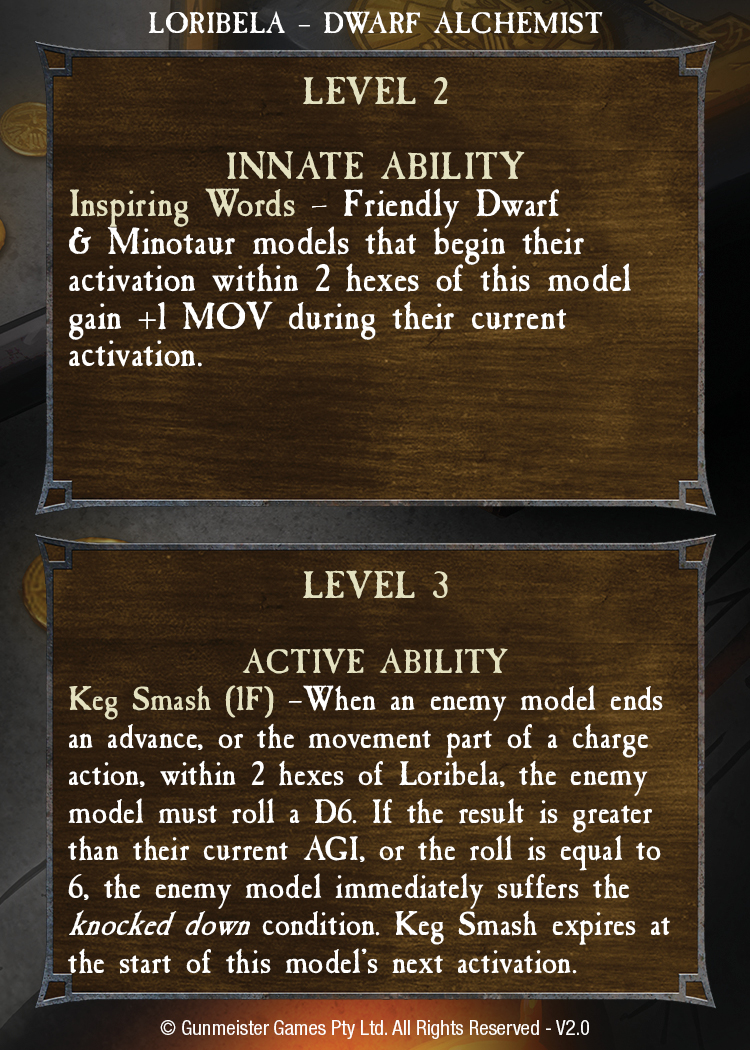 LORIBELA – DWARF ALCHEMIST
LEVEL 2
INNATE ABILITY
Inspiring Words – Friendly Dwarf
& Minotaur models that begin their
activation within 2 hexes of this model
gain +1 MOV during their current
activation.
LEVEL 3
ACTIVE ABILITY
Keg Smash (1F) –When an enemy model ends
an advance, or the movement part of a charge
action, within 2 hexes of Loribela, the enemy
model must roll a D6. If the result is greater
than their current AGI, or the roll is equal to
6, the enemy model immediately suffers the
knocked down condition. Keg Smash expires at
the start of this model's next activation.
© Gunmeister Games Pty Ltd. All Rights Reserved - V2.0